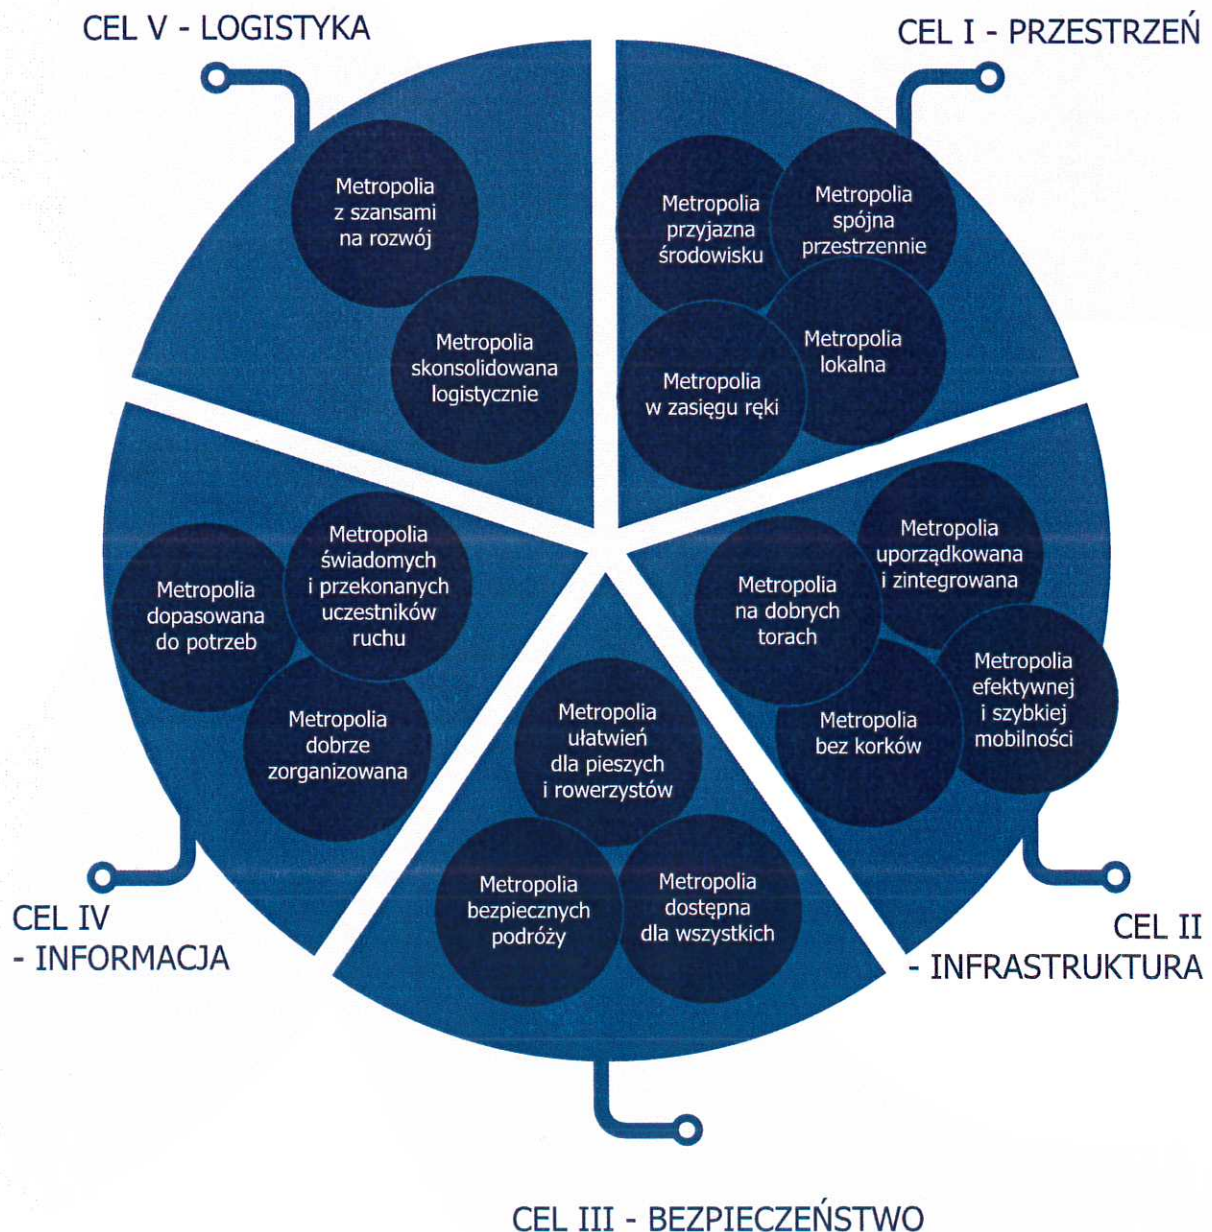 CEL V - LOGISTYKA
CEL I - PRZESTRZEŃ
Metropolia
z szansami
na rozwój
Metropolia
skonsolidowana
logistycznie
Metropolia
przyjazna
środowisku
Metropolia
spójna
przestrzennie
Metropolia
lokalna
Metropolia
w zasięgu ręki
Metropolia
uporządkowana
i zintegrowana
Metropolia
na dobrych
torach
Metropolia
efektywnej
i szybkiej
mobilności
Metropolia
bez korków
Metropolia
świadomych
i przekonanych
uczestników
ruchu
Metropolia
dopasowana
do potrzeb
Metropolia
dobrze
zorganizowana
Metropolia
ułatwień
dla pieszych
i rowerzystów
Metropolia
bezpiecznych
podróży
Metropolia
dostępna
dla wszystkich
CEL IV
- INFORMACJA
CEL II
- INFRASTRUKTURA
CEL III - BEZPIECZEŃSTWO